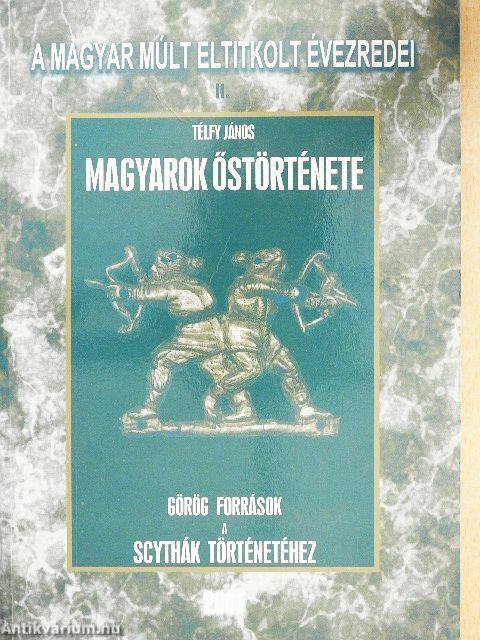 A MAGYAR MÚLT ELTITKOLT ÉVEZREDEI
II.
TÉLFY JÁNOS
MAGYAROK ŐSTÖRTÉNETE
GÖRÖG FORRÁSOK
A
SCYTHÁK TÖRTÉNETÉHEZ
Antikvarium.hu